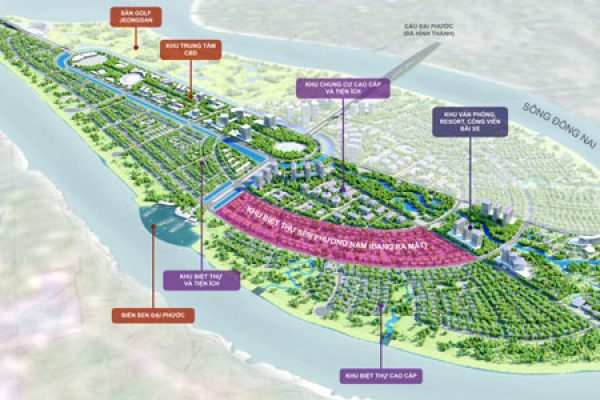 SÂN GOLF
JEONGSAN
CẦU ĐẠI PHƯỚC
(ĐÃ HÌNH THÀNH)
KHU TRUNG TÂM
CBD
KHU CHUNG CƯ CAO CẤP
VÀ TIỆN ÍCH
KHU VĂN PHÒNG,
RESORT, CÔNG VIÊN
BÃI XE
SÔNG ĐỒNG NAI
KHU BIỆT THỰ SEN PHƯƠNG NAM (ĐANG RA MẮT)
KHU BIỆT THỰ
VÀ TIỆN ÍCH
BIỂN SEN ĐẠI PHƯỚC
KHU BIỆT THỰ CAO CẤP